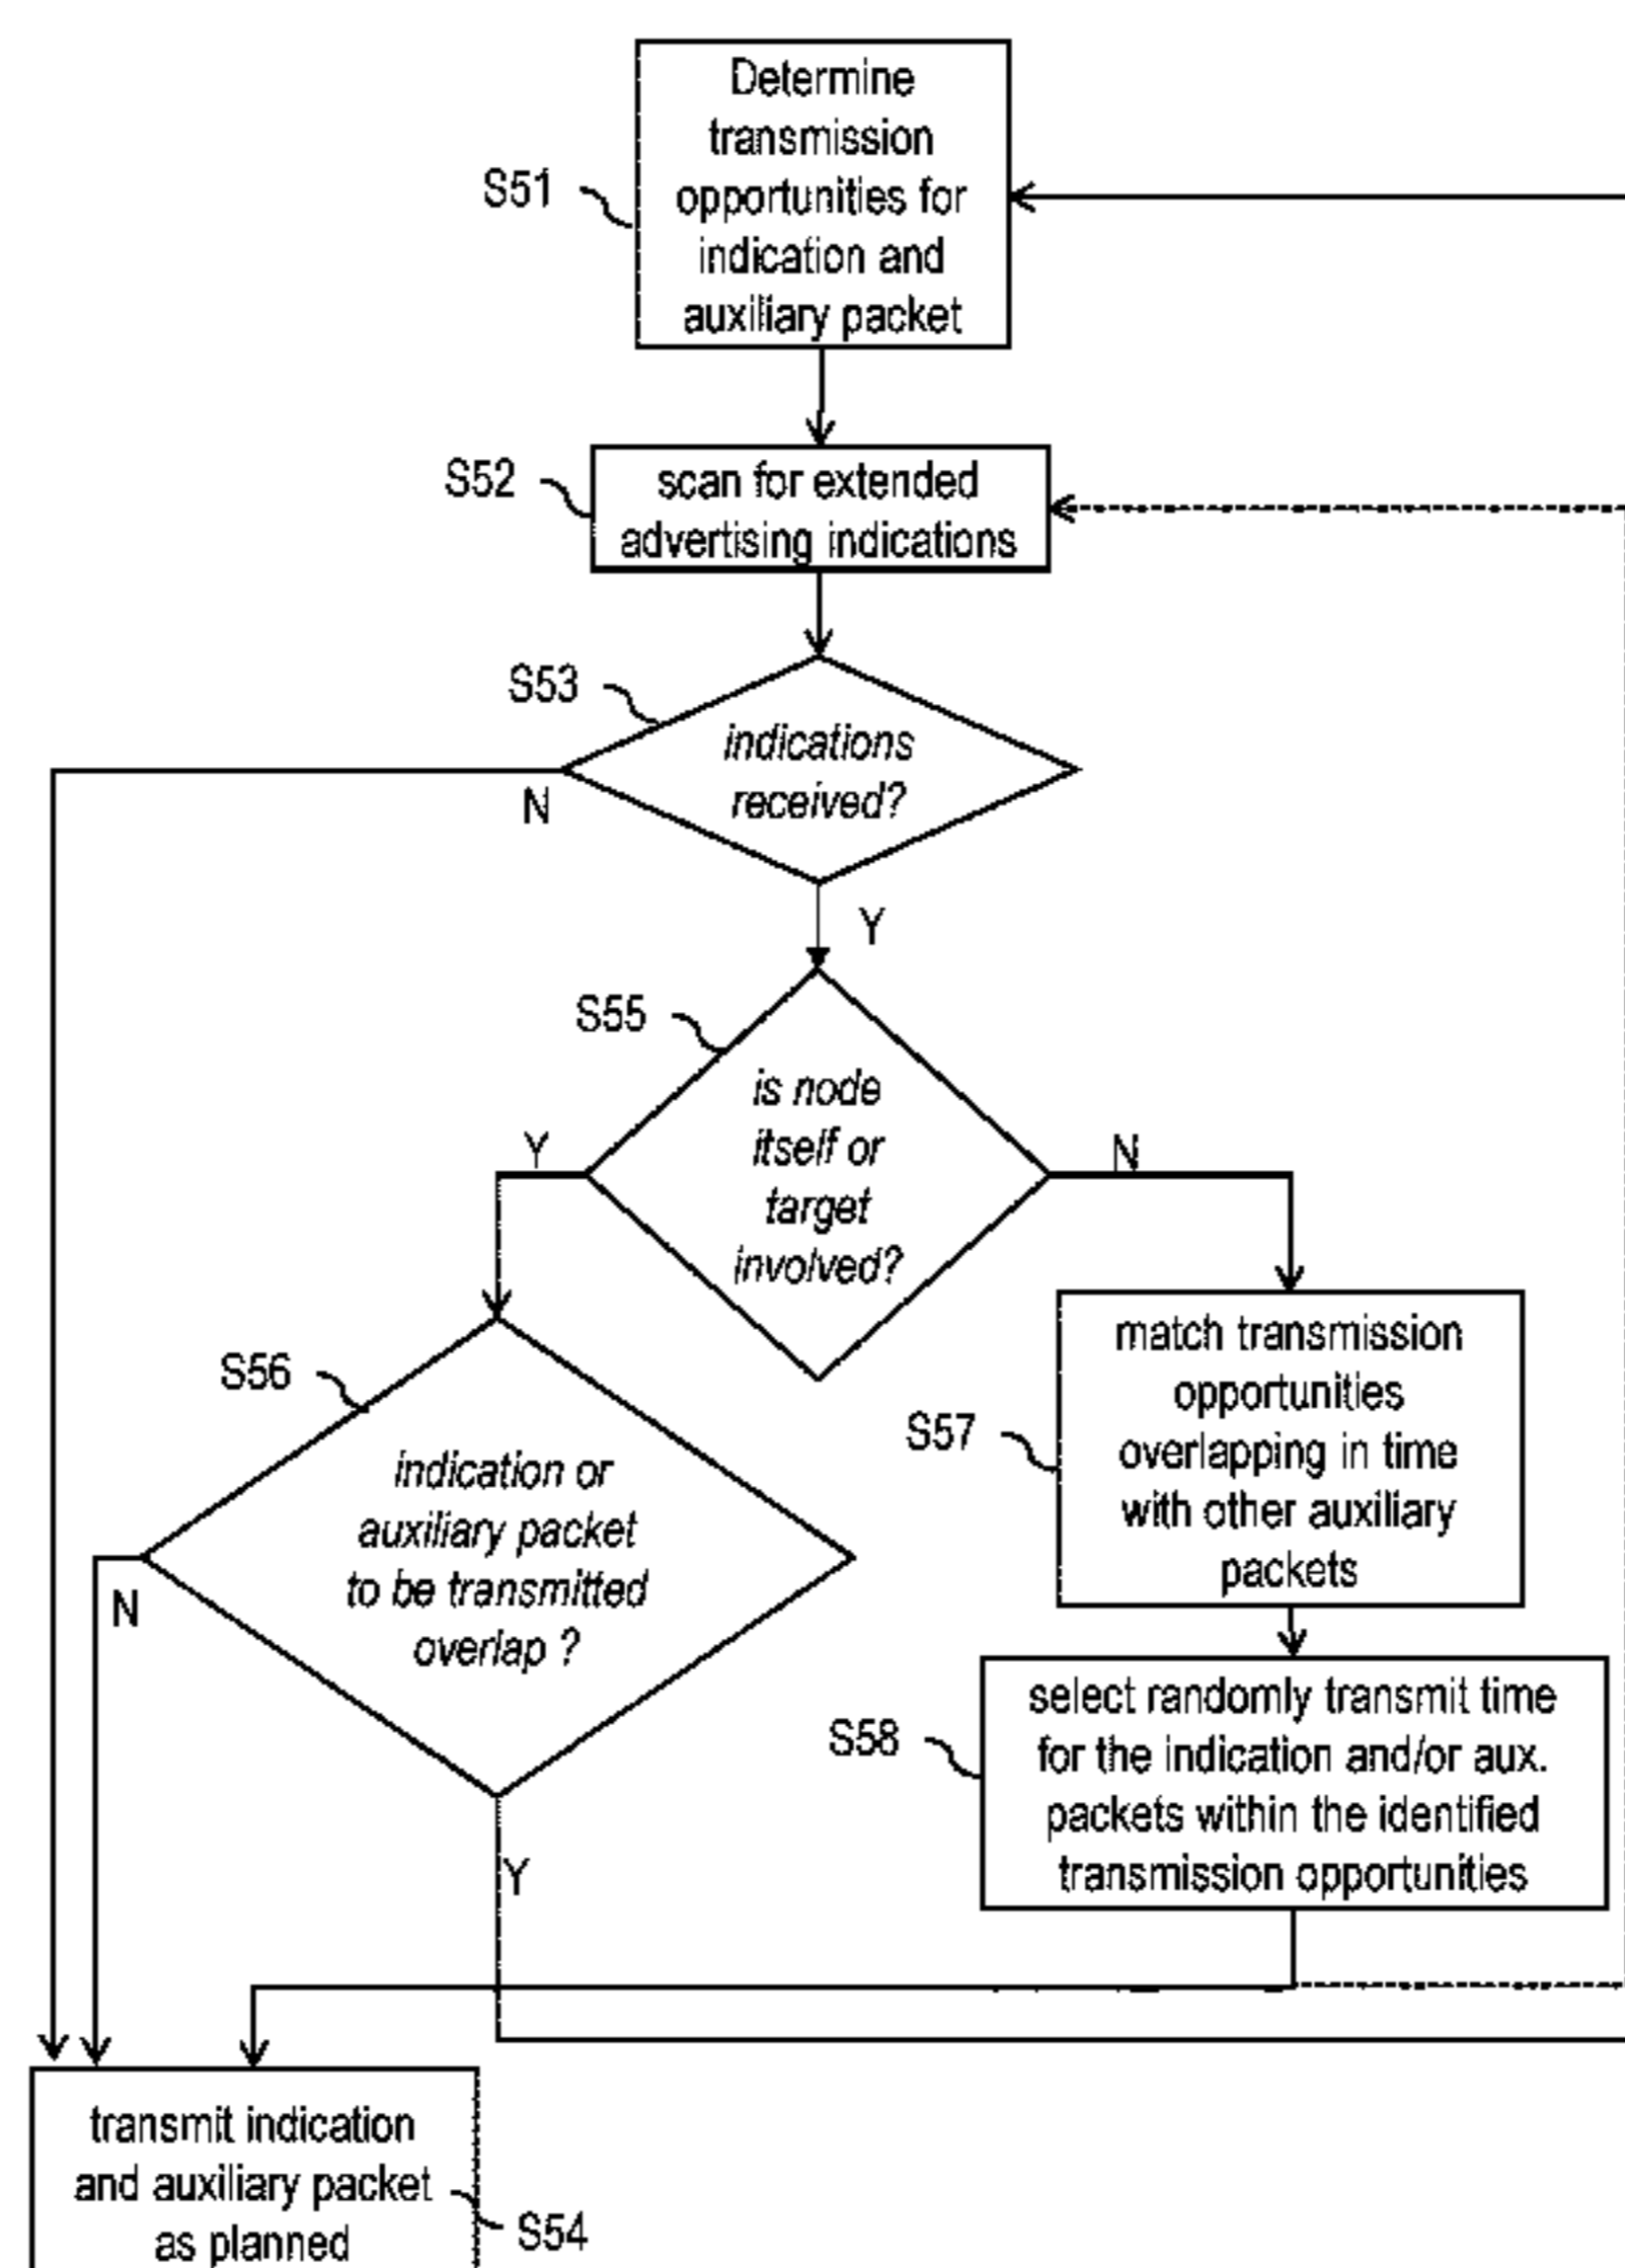 Determine
transmission
opportunities for
indication and
auxiliary packet
S51
scan for extended
advertising indications
S52
S53
indications
received?
N
Y
S55
is node
itself or
target
involved?
Y
N
S56
indication or
auxiliary packet
to be transmitted
overlap ?
N
Y
match transmission
opportunities
overlapping in time
with other auxiliary
packets
S57
select randomly transmit time
for the indication and/or aux.
packets within the identified
transmission opportunities
S58
transmit indication
and auxiliary packet
as planned
S54